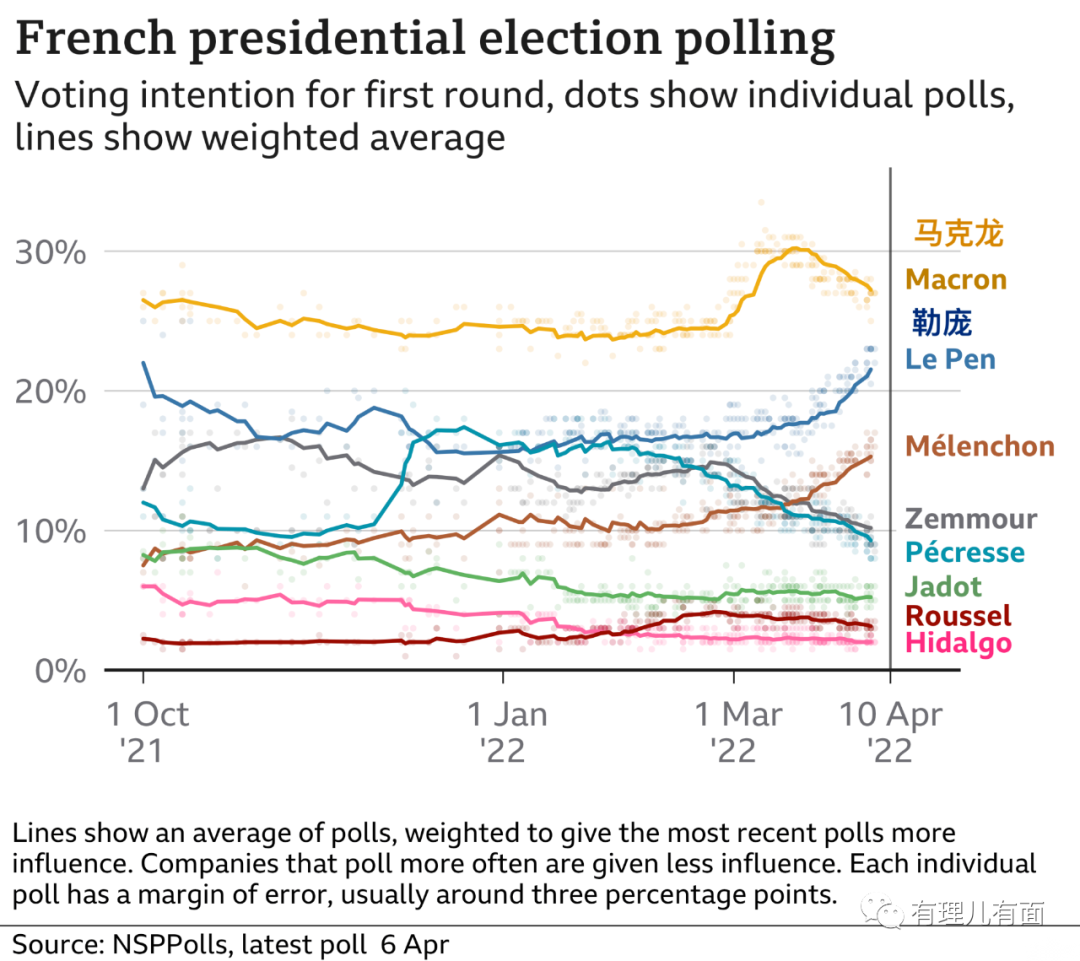 French presidential election polling
Voting intention for first round, dots show individual polls,
lines show weighted average
30%
20%
10%
0%
马克龙
Macron
勒庞
Le Pen
Mélenchon
Zemmour
Pécresse
Jadot
Roussel
Hidalgo
1 Oct '21
1 Jan '22
1 Mar '22
10 Apr '22
Lines show an average of polls, weighted to give the most recent polls more
influence. Companies that poll more often are given less influence. Each individual
poll has a margin of error, usually around three percentage points.
有理儿有面
Source: NSPPolls, latest poll 6 Apr